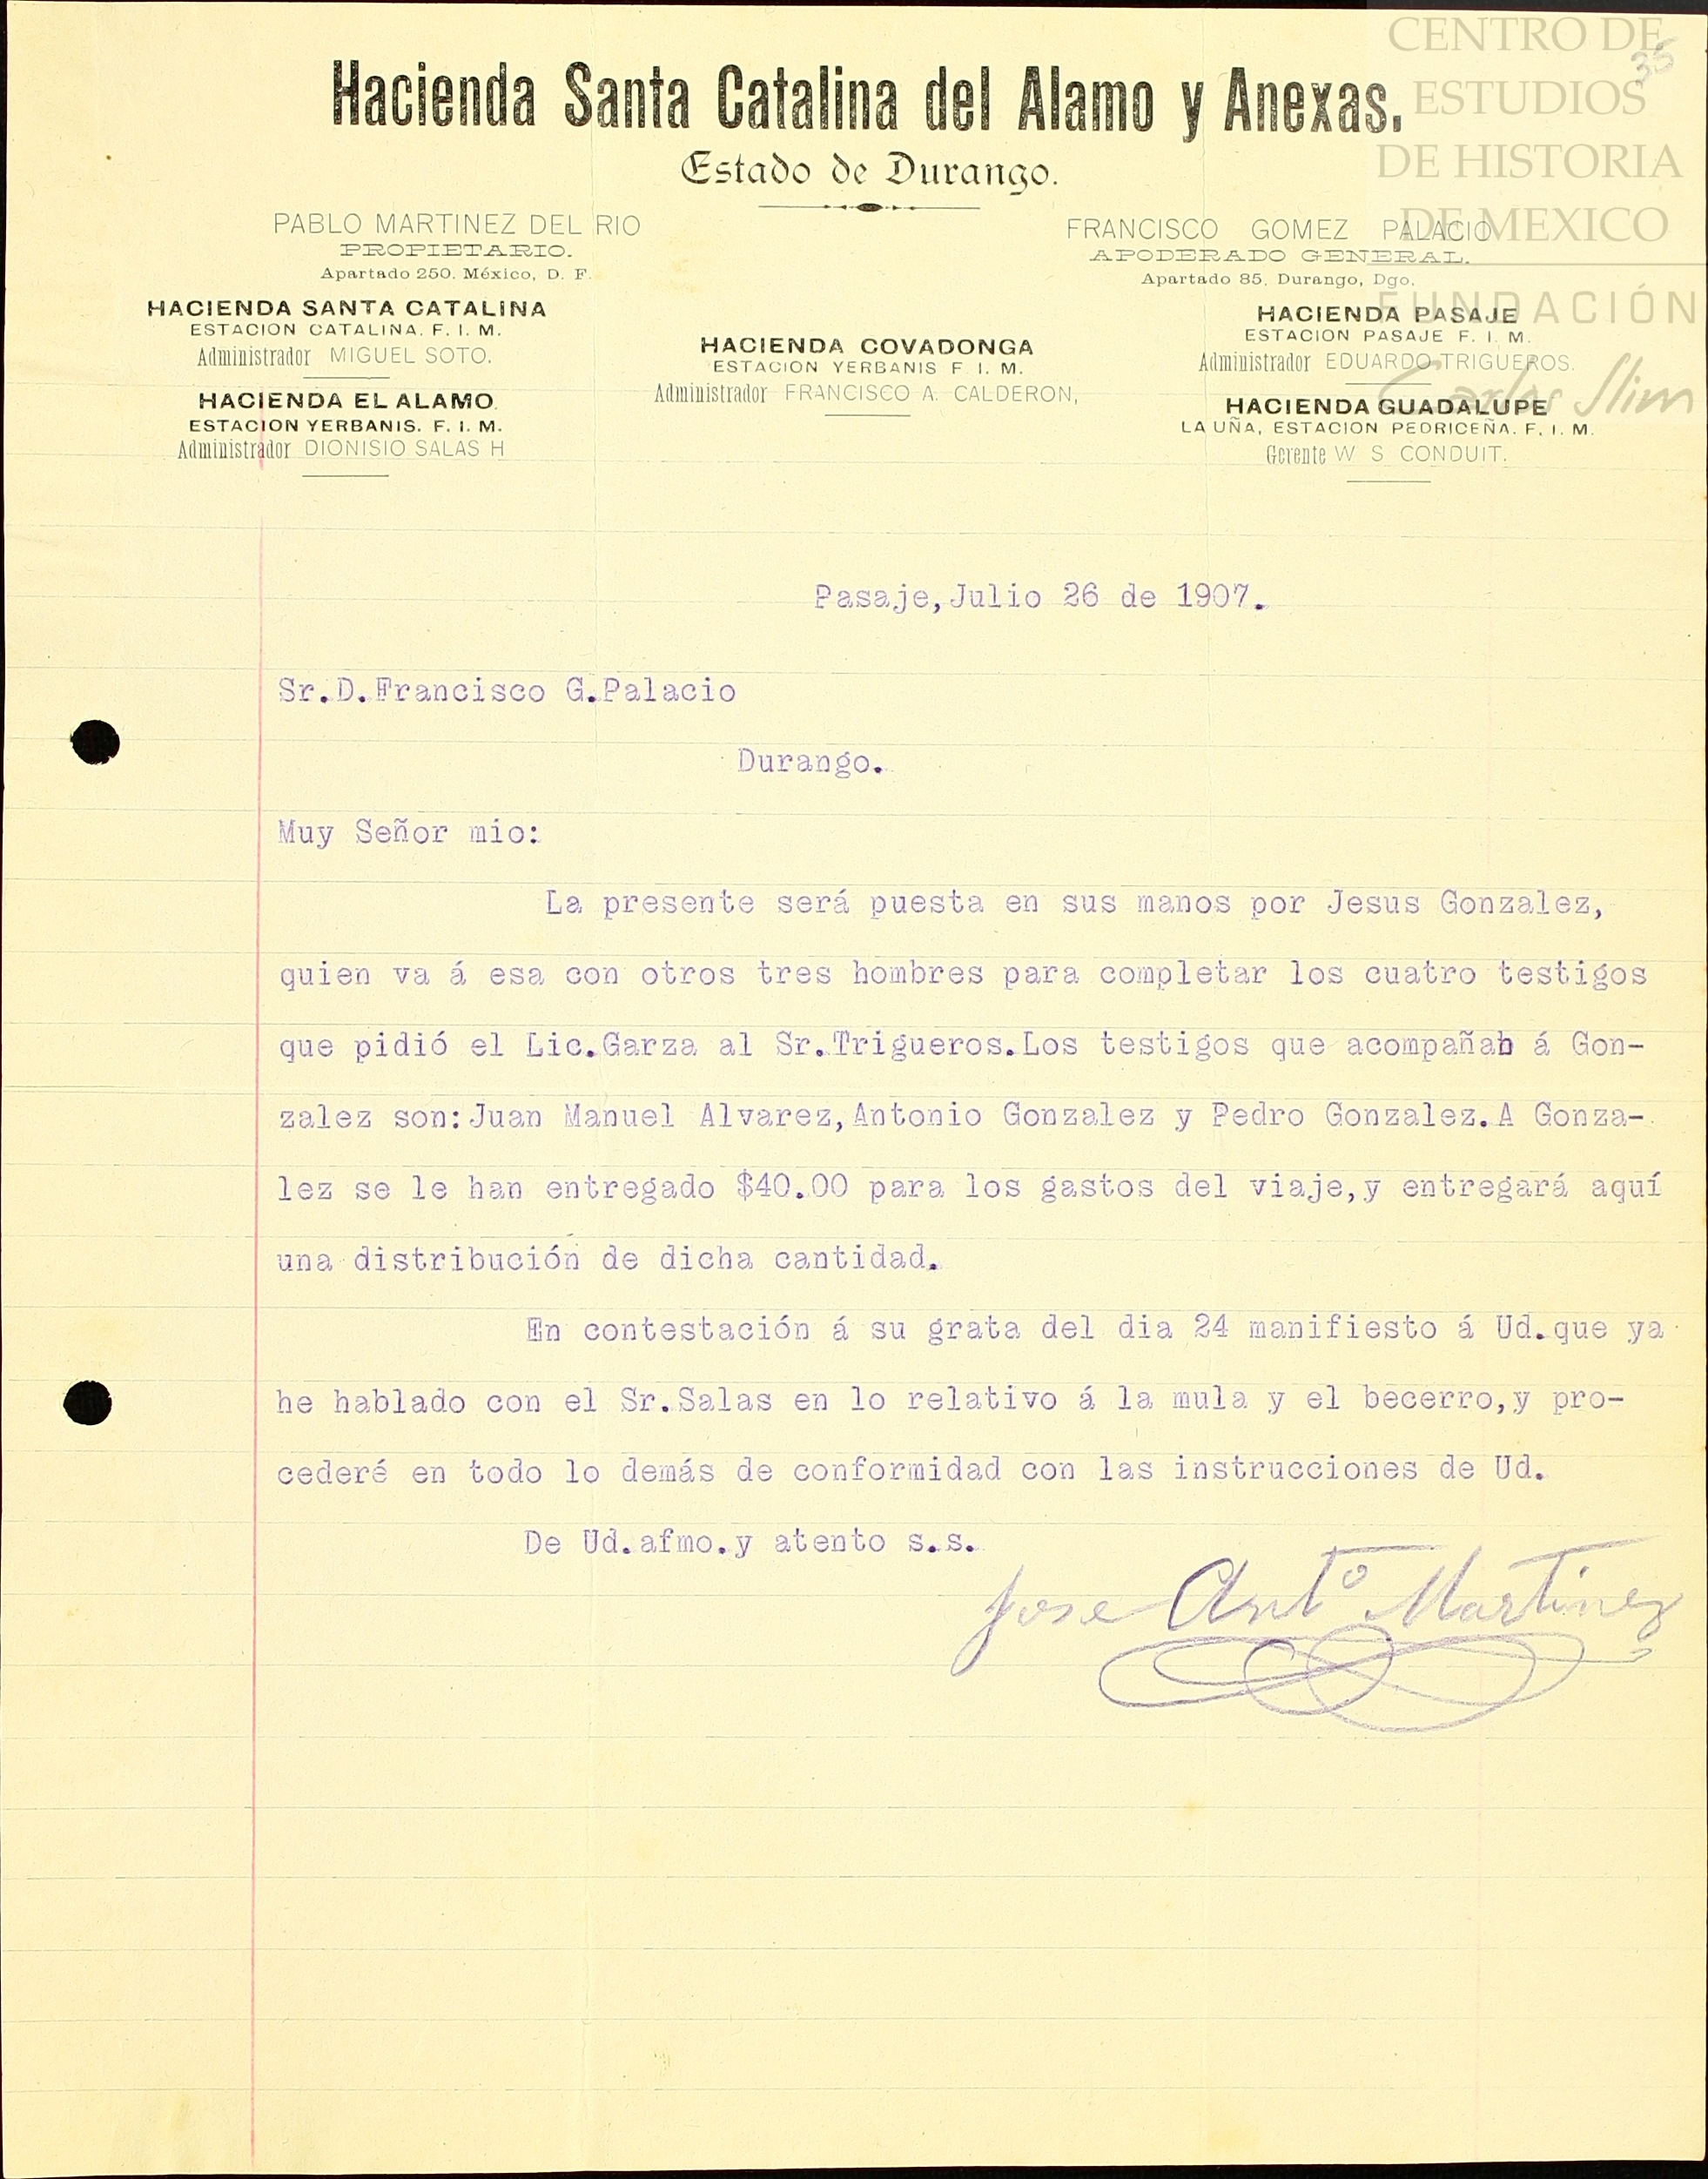 CENTRO DE
ESTUDIOS
DE HISTORIA
DE MEXICO
FUNDACIÓN
Carlos Slim
35
Hacienda Santa Catalina del Alamo y Anexas.
Estado de Durango.
PABLO MARTINEZ DEL RIO
PROPIETARIO.
Apartado 250. México, D. F.
HACIENDA SANTA CATALINA
ESTACION CATALINA. F. I. M.
Administrador MIGUEL SOTO.
HACIENDA EL ALAMO.
ESTACION YERBANIS. F. I. M.
Administrador DIONISIO SALAS H
HACIENDA COVADONGA
ESTACION YERBANIS F. I. M.
Administrador FRANCISCO A. CALDERON,
FRANCISCO GOMEZ PALACIO
APODERADO GENERAL.
Apartado 85, Durango, Dgo.
HACIENDA PASAJE
ESTACION PASAJE F. I. M.
Administrador EDUARDO TRIGUEROS.
HACIENDA GUADALUPE
LA UÑA, ESTACION PEDRICEÑA. F. I. M.
Gerente W S CONDUIT.
Pasaje,Julio 26 de 1907.
Sr.D.Francisco G.Palacio
Durango.
Muy Señor mio:
La presente será puesta en sus manos por Jesus Gonzalez,
quien va á esa con otros tres hombres para completar los cuatro testigos
que pidió el Lic.Garza al Sr.Trigueros.Los testigos que acompañan á Gon-
zalez son:Juan Manuel Alvarez,Antonio Gonzalez y Pedro Gonzalez.A Gonza-
lez se le han entregado $40.00 para los gastos del viaje,y entregará aquí
una distribución de dicha cantidad.
En contestación á su grata del dia 24 manifiesto á Ud.que ya
he hablado con el Sr.Salas en lo relativo á la mula y el becerro,y pro-
cederé en todo lo demás de conformidad con las instrucciones de Ud.
De Ud.afmo.y atento s.s.
Jose Antº Martinez